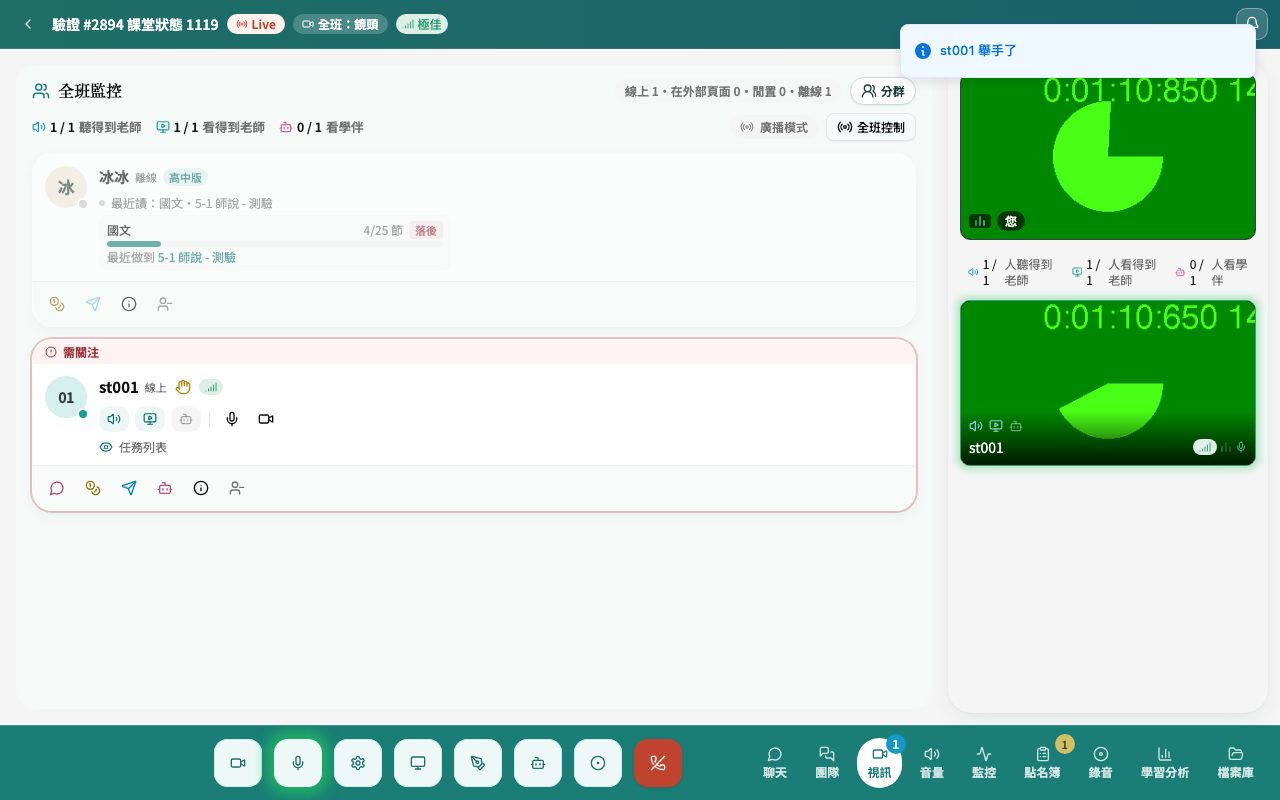 驗證 #2894 課堂狀態 1119
Live
全班：鏡頭
極佳
st001 舉手了
全班監控
線上 1・在外部頁面 0・閒置 0・離線 1
分群
1 / 1 聽得到老師
1 / 1 看得到老師
0 / 1 看學伴
廣播模式
全班控制
冰
冰冰 離線 高中版
最近讀：國文・5-1 師說 - 測驗
國文 4/25 節 落後
最近做到 5-1 師說 - 測驗
需關注
01
st001 線上
任務列表
0:01:10:850 14
您
1 / 1 人聽得到老師
1 / 1 人看得到老師
0 / 1 人看學伴
0:01:10:650 14
st001
聊天
團隊
視訊 1
音量
監控
點名簿 1
錄音
學習分析
檔案庫